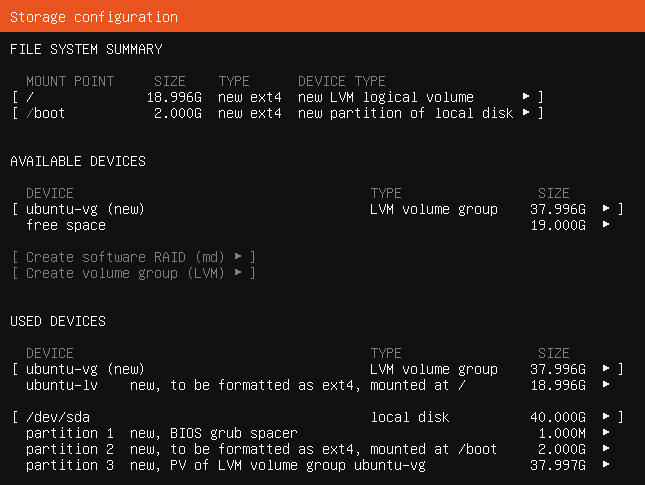 Storage configuration
FILE SYSTEM SUMMARY
MOUNT POINT SIZE TYPE DEVICE TYPE
[ / 18.996G new ext4 new LVM logical volume ▸ ]
[ /boot 2.000G new ext4 new partition of local disk ▸ ]
AVAILABLE DEVICES
DEVICE TYPE SIZE
[ ubuntu-vg (new) LVM volume group 37.996G ▸ ]
free space 19.000G ▸
[ Create software RAID (md) ▸ ]
[ Create volume group (LVM) ▸ ]
USED DEVICES
DEVICE TYPE SIZE
[ ubuntu-vg (new) LVM volume group 37.996G ▸ ]
ubuntu-lv new, to be formatted as ext4, mounted at / 18.996G ▸
[ /dev/sda local disk 40.000G ▸ ]
partition 1 new, BIOS grub spacer 1.000M ▸
partition 2 new, to be formatted as ext4, mounted at /boot 2.000G ▸
partition 3 new, PV of LVM volume group ubuntu-vg 37.997G ▸